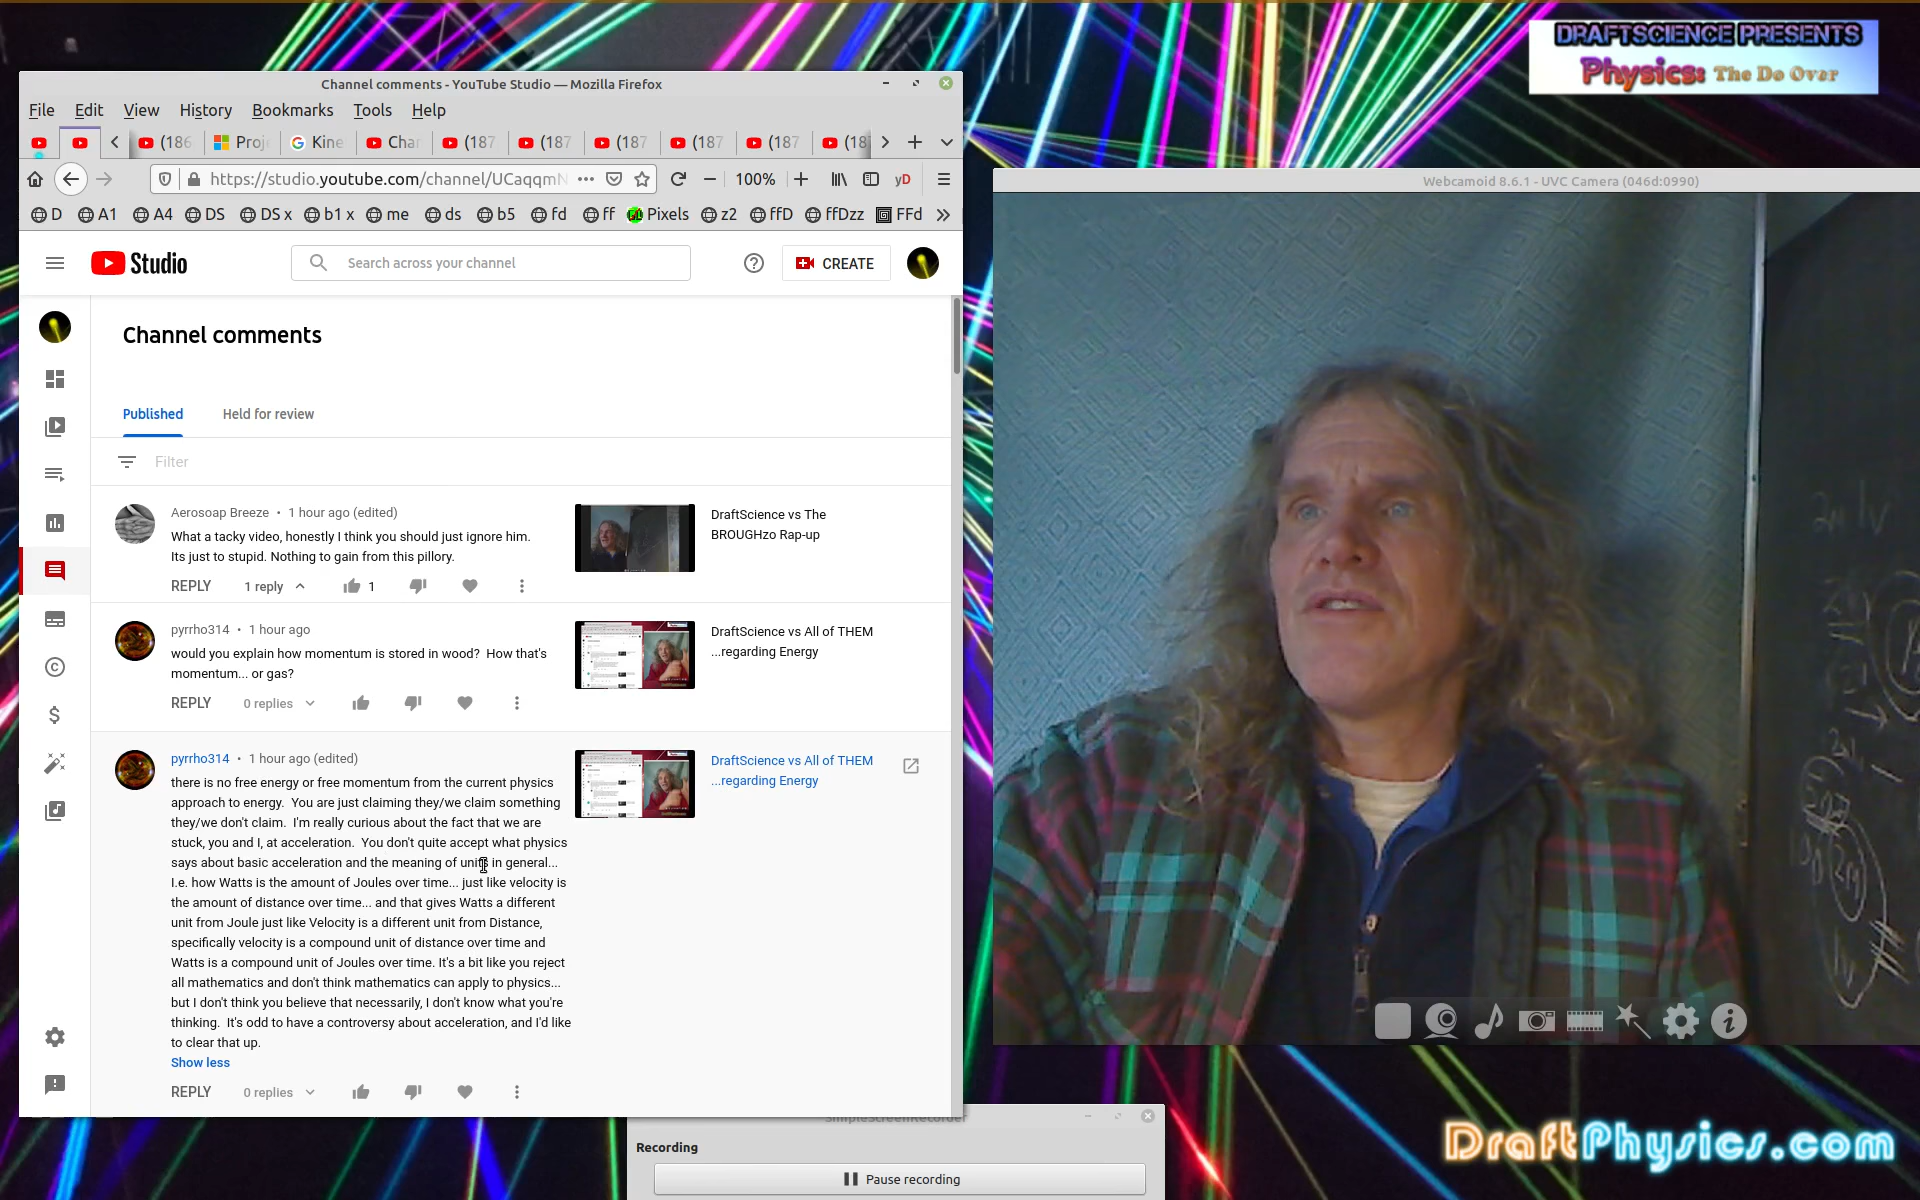 DRAFTSCIENCE PRESENTS
Physics: The Do Over
Channel comments - YouTube Studio — Mozilla Firefox
File Edit View History Bookmarks Tools Help
(186 Proj Kine Chan (187 (187 (187 (187 (187 (18
https://studio.youtube.com/channel/UCaqqmN 100% yD
D A1 A4 DS DS x b1 x me ds b5 fd ff Pixels z2 ffD ffDzz FFd
Webcamoid 8.6.1 - UVC Camera (046d:0990)
Studio
Search across your channel
CREATE
Channel comments
Published Held for review
Filter
Aerosoap Breeze • 1 hour ago (edited)
What a tacky video, honestly I think you should just ignore him.
Its just to stupid. Nothing to gain from this pillory.
REPLY 1 reply 1
DraftScience vs The
BROUGHzo Rap-up
pyrrho314 • 1 hour ago
would you explain how momentum is stored in wood? How that's
momentum... or gas?
REPLY 0 replies
DraftScience vs All of THEM
...regarding Energy
pyrrho314 • 1 hour ago (edited)
there is no free energy or free momentum from the current physics
approach to energy. You are just claiming they/we claim something
they/we don't claim. I'm really curious about the fact that we are
stuck, you and I, at acceleration. You don't quite accept what physics
says about basic acceleration and the meaning of units in general...
I.e. how Watts is the amount of Joules over time... just like velocity is
the amount of distance over time... and that gives Watts a different
unit from Joule just like Velocity is a different unit from Distance,
specifically velocity is a compound unit of distance over time and
Watts is a compound unit of Joules over time. It's a bit like you reject
all mathematics and don't think mathematics can apply to physics...
but I don't think you believe that necessarily, I don't know what you're
thinking. It's odd to have a controversy about acceleration, and I'd like
to clear that up.
Show less
REPLY 0 replies
DraftScience vs All of THEM
...regarding Energy
SimpleScreenRecorder
Recording
Pause recording
DraftPhysics.com